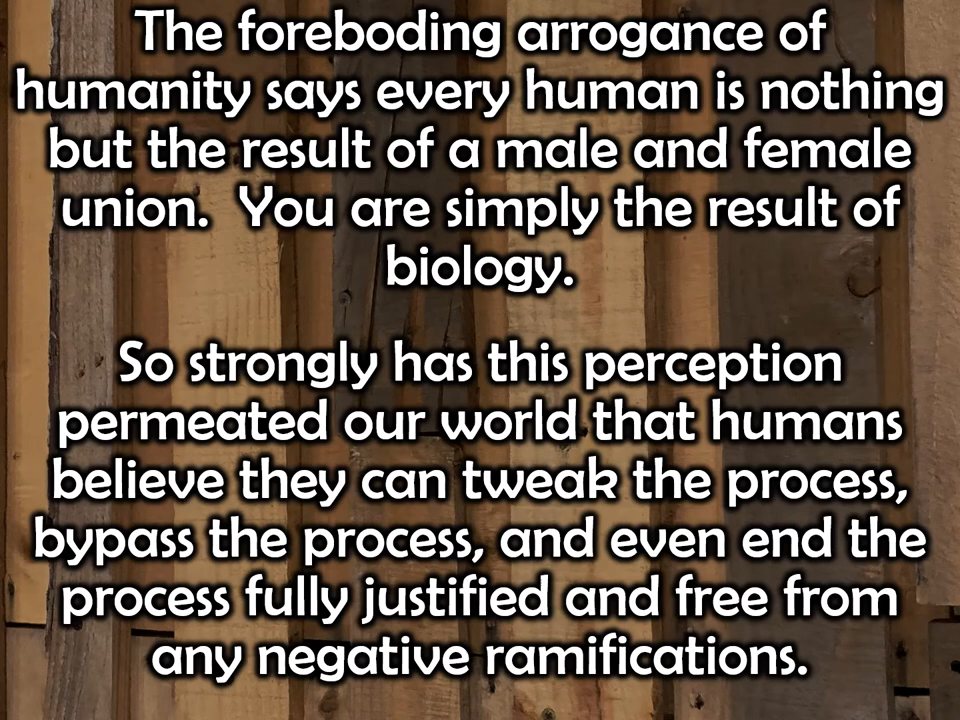 The foreboding arrogance of
humanity says every human is nothing
but the result of a male and female
union.  You are simply the result of
biology.
So strongly has this perception
permeated our world that humans
believe they can tweak the process,
bypass the process, and even end the
process fully justified and free from
any negative ramifications.